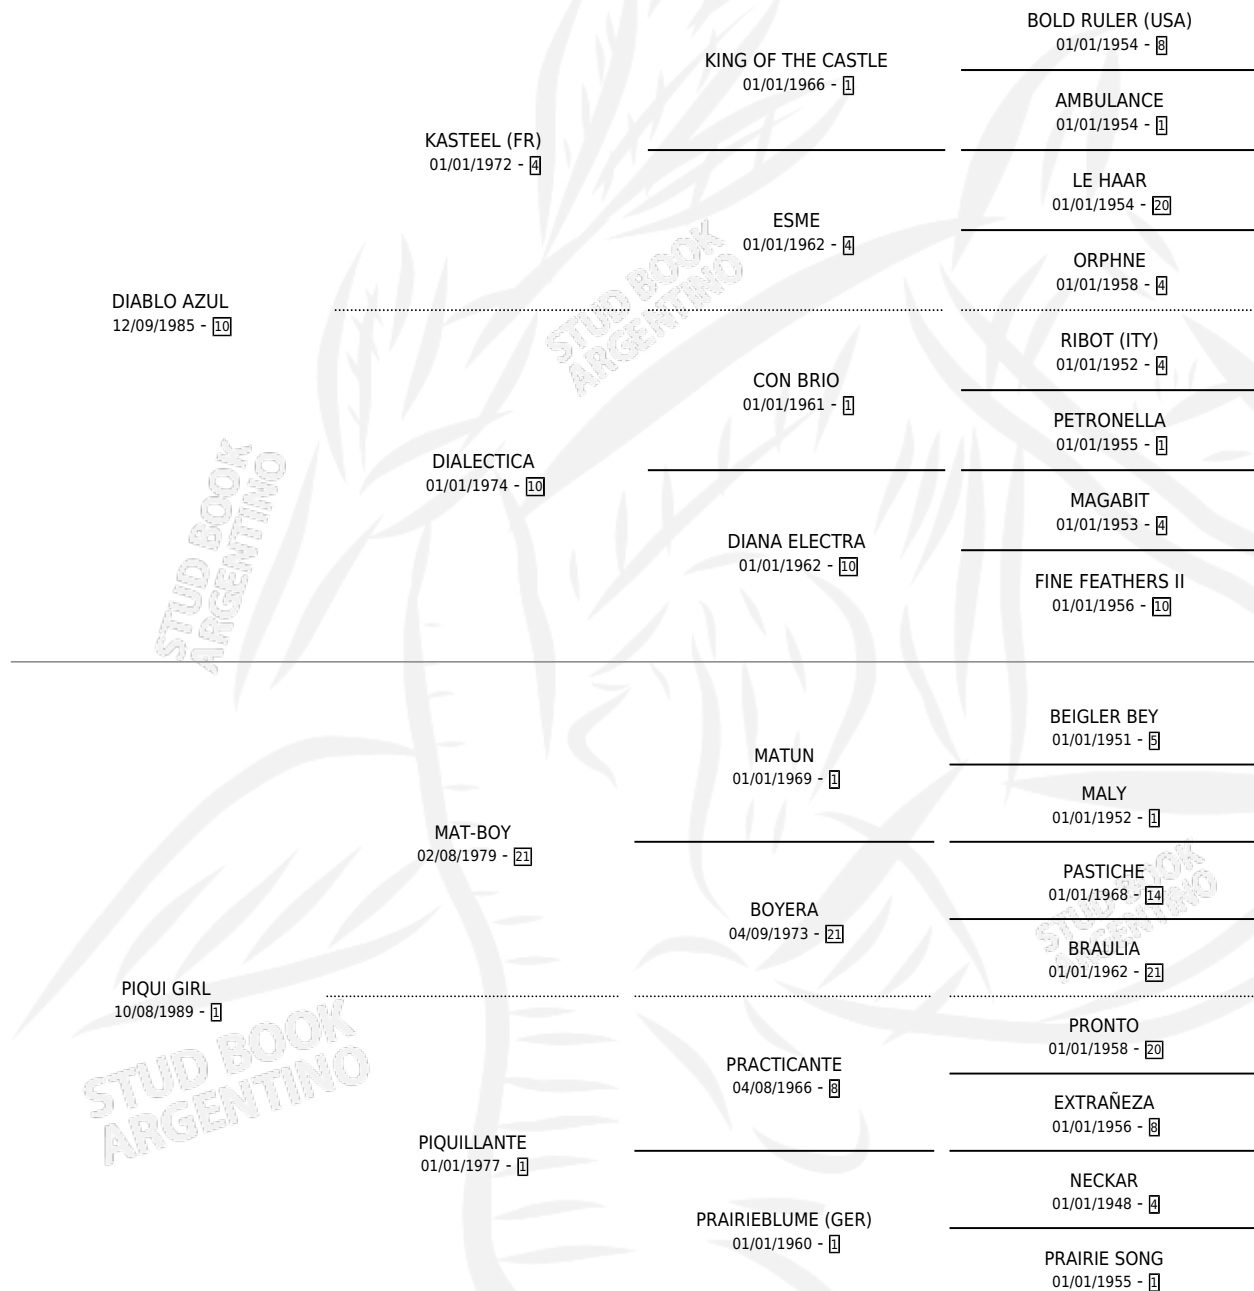 BOLD RULER (USA)
01/01/1954 - 8
KING OF THE CASTLE
01/01/1966 - 1
AMBULANCE
01/01/1954 - 1
KASTEEL (FR)
01/01/1972 - 4
LE HAAR
01/01/1954 - 20
ESME
01/01/1962 - 4
ORPHNE
01/01/1958 - 4
DIABLO AZUL
12/09/1985 - 10
RIBOT (ITY)
01/01/1952 - 4
CON BRIO
01/01/1961 - 1
PETRONELLA
01/01/1955 - 1
DIALECTICA
01/01/1974 - 10
MAGABIT
01/01/1953 - 4
DIANA ELECTRA
01/01/1962 - 10
FINE FEATHERS II
01/01/1956 - 10
BEIGLER BEY
01/01/1951 - 5
MATUN
01/01/1969 - 1
MALY
01/01/1952 - 1
MAT-BOY
02/08/1979 - 21
PASTICHE
01/01/1968 - 14
BOYERA
04/09/1973 - 21
BRAULIA
01/01/1962 - 21
PIQUI GIRL
10/08/1989 - 1
PRONTO
01/01/1958 - 20
PRACTICANTE
04/08/1966 - 8
EXTRAÑEZA
01/01/1956 - 8
PIQUILLANTE
01/01/1977 - 1
NECKAR
01/01/1948 - 4
PRAIRIEBLUME (GER)
01/01/1960 - 1
PRAIRIE SONG
01/01/1955 - 1
STUD BOOK
ARGENTINO
STUD BOOK
ARGENTINO
STUD BOOK
ARGENTINO
STUD BOOK
ARGENTINO